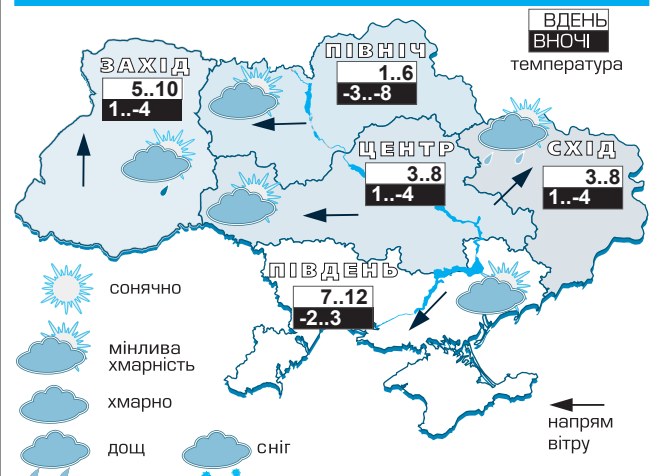 ВДЕНЬ
ВНОЧІ
температура
ПІВНІЧ
1..6
-3..-8
ЗАХІД
5..10
1..-4
ЦЕНТР
3..8
1..-4
СХІД
3..8
1..-4
ПІВДЕНЬ
7..12
-2..3
сонячно
мінлива
хмарність
хмарно
дощ
сніг
напрям
вітру